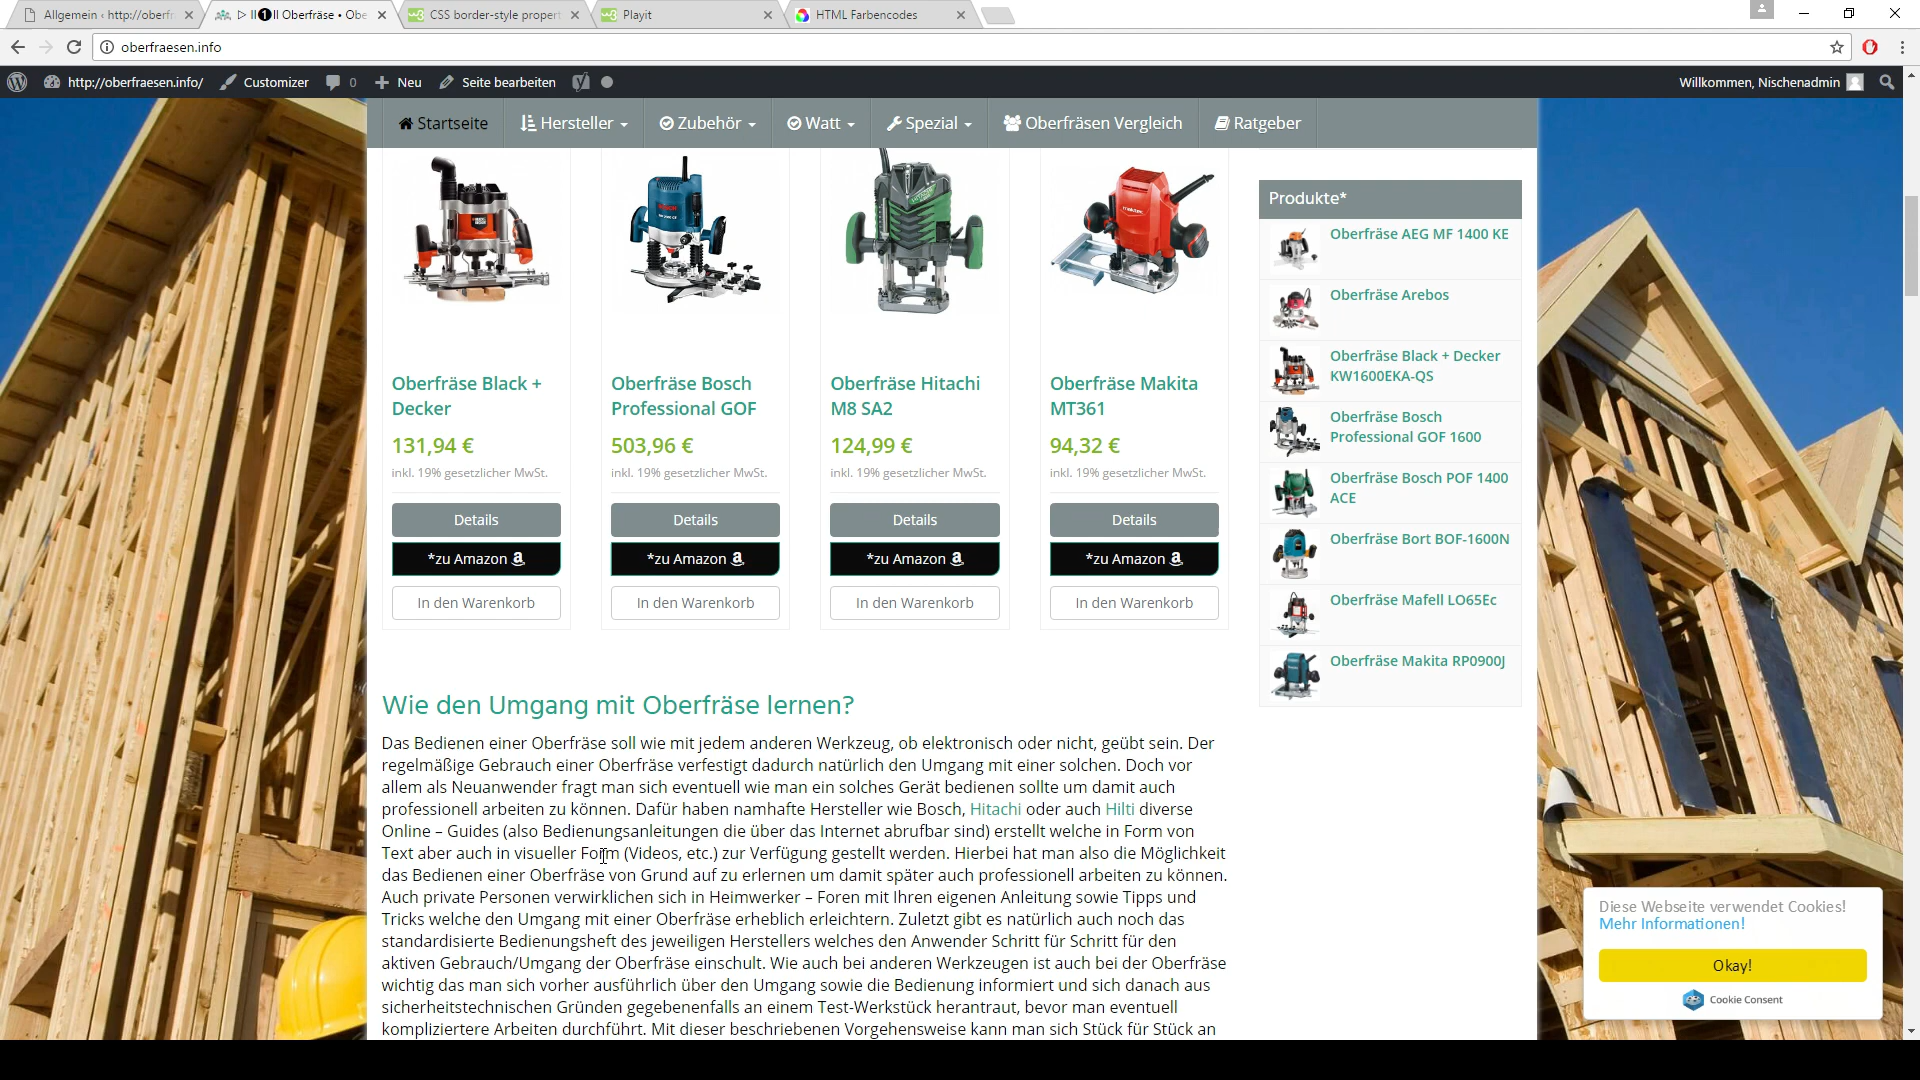 Allgemein ‹ http://oberfr
▷ II➊II Oberfräse • Obe
CSS border-style propert
Playit
HTML Farbencodes
oberfraesen.info
http://oberfraesen.info/
Customizer
0
Neu
Seite bearbeiten
Willkommen, Nischenadmin
Startseite
Hersteller
Zubehör
Watt
Spezial
Oberfräsen Vergleich
Ratgeber
Oberfräse Black +
Decker
131,94 €
inkl. 19% gesetzlicher MwSt.
Details
*zu Amazon
In den Warenkorb
Oberfräse Bosch
Professional GOF
503,96 €
inkl. 19% gesetzlicher MwSt.
Details
*zu Amazon
In den Warenkorb
Oberfräse Hitachi
M8 SA2
124,99 €
inkl. 19% gesetzlicher MwSt.
Details
*zu Amazon
In den Warenkorb
Oberfräse Makita
MT361
94,32 €
inkl. 19% gesetzlicher MwSt.
Details
*zu Amazon
In den Warenkorb
Produkte*
Oberfräse AEG MF 1400 KE
Oberfräse Arebos
Oberfräse Black + Decker
KW1600EKA-QS
Oberfräse Bosch
Professional GOF 1600
Oberfräse Bosch POF 1400
ACE
Oberfräse Bort BOF-1600N
Oberfräse Mafell LO65Ec
Oberfräse Makita RP0900J
Wie den Umgang mit Oberfräse lernen?
Das Bedienen einer Oberfräse soll wie mit jedem anderen Werkzeug, ob elektronisch oder nicht, geübt sein. Der
regelmäßige Gebrauch einer Oberfräse verfestigt dadurch natürlich den Umgang mit einer solchen. Doch vor
allem als Neuanwender fragt man sich eventuell wie man ein solches Gerät bedienen sollte um damit auch
professionell arbeiten zu können. Dafür haben namhafte Hersteller wie Bosch, Hitachi oder auch Hilti diverse
Online – Guides (also Bedienungsanleitungen die über das Internet abrufbar sind) erstellt welche in Form von
Text aber auch in visueller Form (Videos, etc.) zur Verfügung gestellt werden. Hierbei hat man also die Möglichkeit
das Bedienen einer Oberfräse von Grund auf zu erlernen um damit später auch professionell arbeiten zu können.
Auch private Personen verwirklichen sich in Heimwerker – Foren mit Ihren eigenen Anleitung sowie Tipps und
Tricks welche den Umgang mit einer Oberfräse erheblich erleichtern. Zuletzt gibt es natürlich auch noch das
standardisierte Bedienungsheft des jeweiligen Herstellers welches den Anwender Schritt für Schritt für den
aktiven Gebrauch/Umgang der Oberfräse einschult. Wie auch bei anderen Werkzeugen ist auch bei der Oberfräse
wichtig das man sich vorher ausführlich über den Umgang sowie die Bedienung informiert und sich danach aus
sicherheitstechnischen Gründen gegebenenfalls an einem Test-Werkstück herantraut, bevor man eventuell
kompliziertere Arbeiten durchführt. Mit dieser beschriebenen Vorgehensweise kann man sich Stück für Stück an
Diese Webseite verwendet Cookies!
Mehr Informationen!
Okay!
Cookie Consent